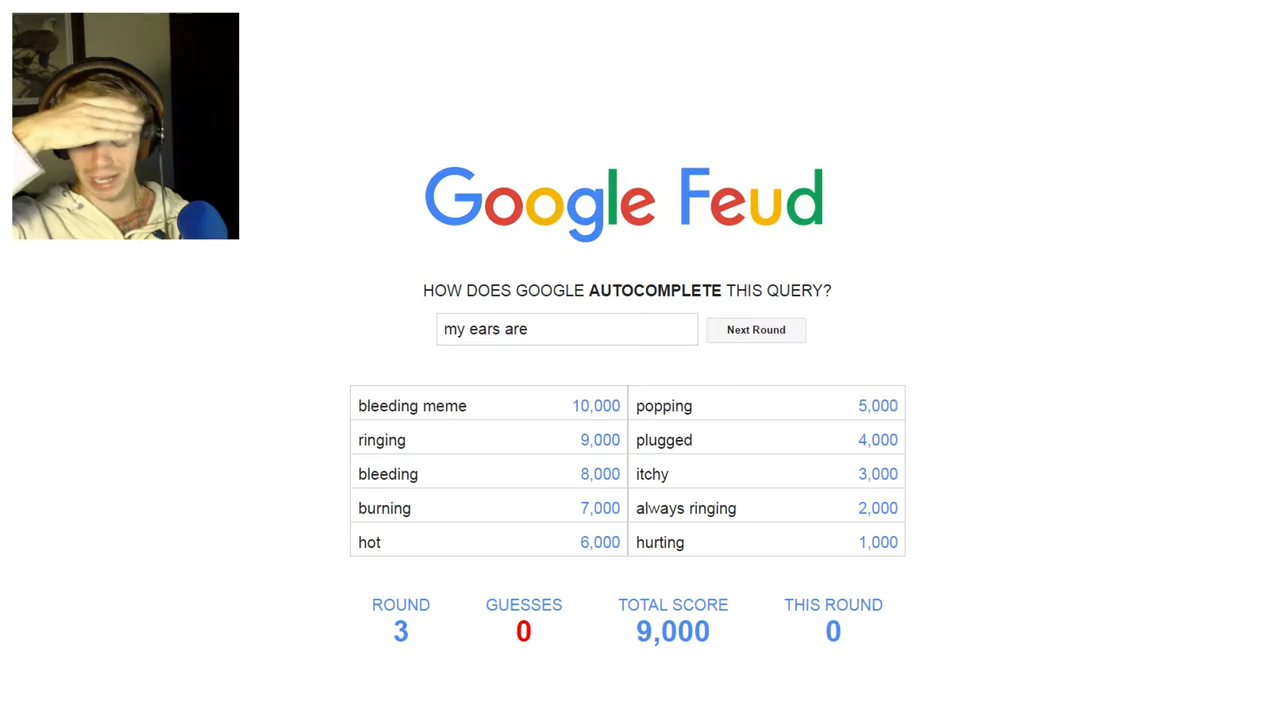 Google Feud
HOW DOES GOOGLE AUTOCOMPLETE THIS QUERY?
my ears are
Next Round
bleeding meme 10,000 popping 5,000
ringing 9,000 plugged 4,000
bleeding 8,000 itchy 3,000
burning 7,000 always ringing 2,000
hot 6,000 hurting 1,000
ROUND GUESSES TOTAL SCORE THIS ROUND
3 0 9,000 0